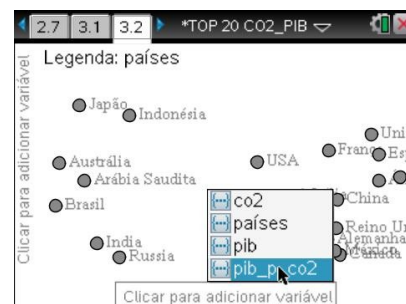 2.7 3.1 3.2 *TOP 20 CO2_PIB
Legenda: países
Clicar para adicionar variável
Japão
Indonésia
Uni
França
Es
Austrália
USA
Arábia Saudita
Brasil
China
co2
países
pib
Reino Un
Alemanha
México
Canada
India
Russia
Clicar para adicionar variável